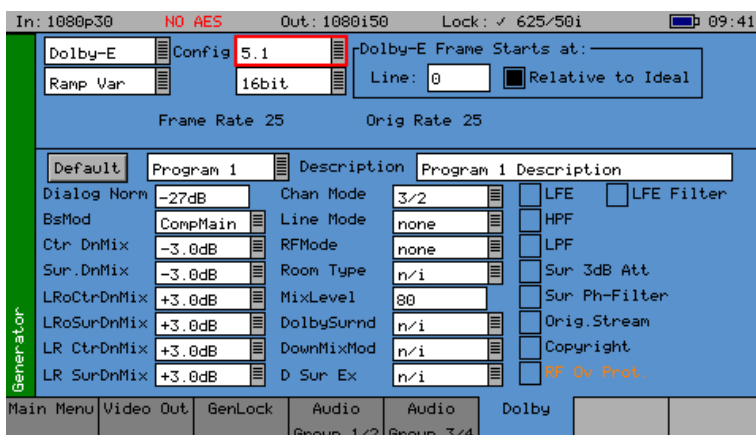 In: 1080p30 NO AES Out: 1080i50 Lock: ✓ 625/50i 09:41
Dolby-E Config 5.1 Dolby-E Frame Starts at:
Ramp Var 16bit Line: 0 Relative to Ideal
Frame Rate 25 Orig Rate 25
Default Program 1 Description Program 1 Description
Dialog Norm -27dB Chan Mode 3/2 LFE LFE Filter
BsMod CompMain Line Mode none HPF
Ctr DnMix -3.0dB RFMode none LPF
Sur.DnMix -3.0dB Room Type n/i Sur 3dB Att
LRoCtrDnMix +3.0dB MixLevel 80 Sur Ph-Filter
LRoSurDnMix +3.0dB DolbySurnd n/i Orig.Stream
LR CtrDnMix +3.0dB DownMixMod n/i Copyright
LR SurDnMix +3.0dB D Sur Ex n/i RF Ov Prot.
Generator
Main Menu Video Out GenLock Audio Audio Dolby
Group 1/2 Group 3/4